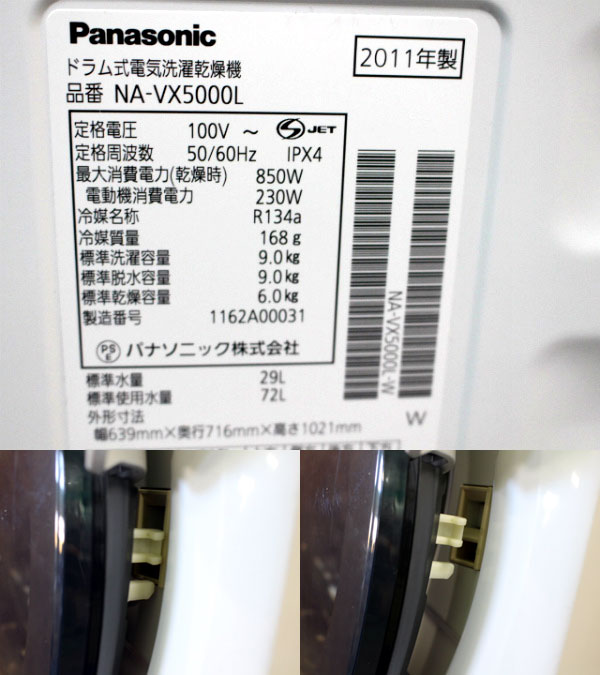 Panasonic
2011年製
ドラム式電気洗濯乾燥機
品番 NA-VX5000L
定格電圧 100V ～ JET
定格周波数 50/60Hz IPX4
最大消費電力(乾燥時) 850W
電動機消費電力 230W
冷媒名称 R134a
冷媒質量 168g
標準洗濯容量 9.0kg
標準脱水容量 9.0kg
標準乾燥容量 6.0kg
製造番号 1162A00031
PSE パナソニック株式会社
標準水量 29L
標準使用水量 72L
外形寸法
幅639mm×奥行716mm×高さ1021mm
NA-VX5000L-W
W